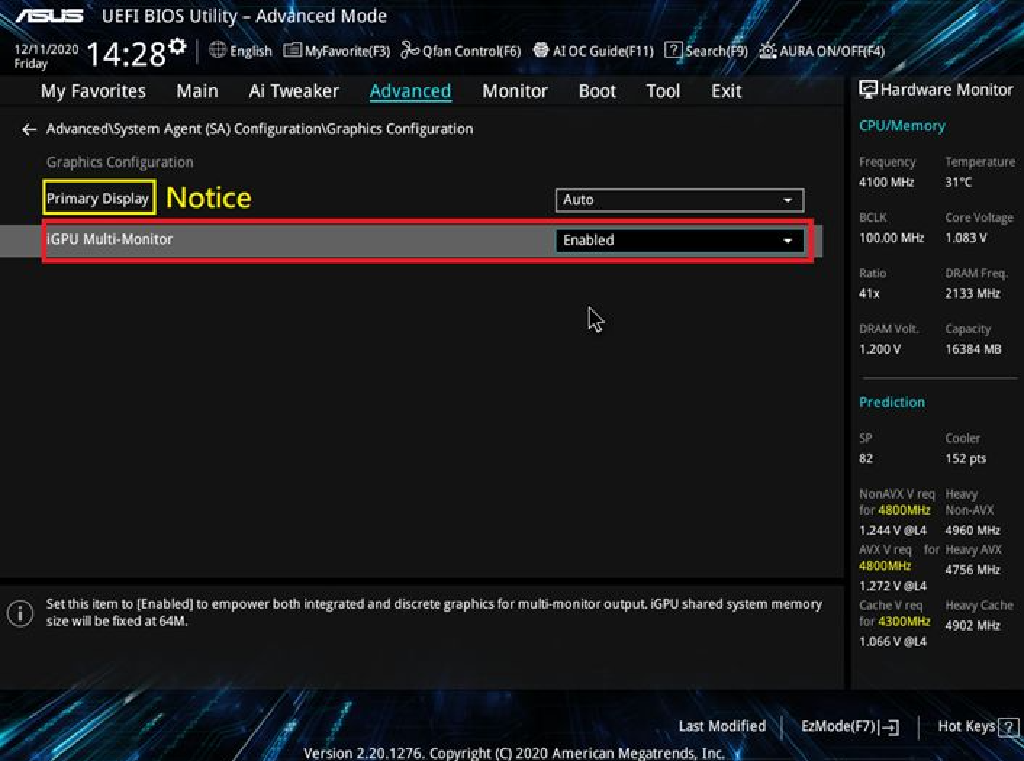 ASUS UEFI BIOS Utility – Advanced Mode
12/11/2020
Friday
14:28
English MyFavorite(F3) Qfan Control(F6) AI OC Guide(F11) ? Search(F9) AURA ON/OFF(F4)
My Favorites Main Ai Tweaker Advanced Monitor Boot Tool Exit
← Advanced\System Agent (SA) Configuration\Graphics Configuration
Graphics Configuration
Primary Display Notice Auto
iGPU Multi-Monitor Enabled
Set this item to [Enabled] to empower both integrated and discrete graphics for multi-monitor output. iGPU shared system memory
size will be fixed at 64M.
Hardware Monitor
CPU/Memory
Frequency Temperature
4100 MHz 31°C
BCLK Core Voltage
100.00 MHz 1.083 V
Ratio DRAM Freq.
41x 2133 MHz
DRAM Volt. Capacity
1.200 V 16384 MB
Prediction
SP Cooler
82 152 pts
NonAVX V req Heavy
for 4800MHz Non-AVX
1.244 V @L4 4960 MHz
AVX V req for Heavy AVX
4800MHz 4756 MHz
1.272 V @L4
Cache V req Heavy Cache
for 4300MHz 4902 MHz
1.066 V @L4
Last Modified EzMode(F7) Hot Keys ?
Version 2.20.1276. Copyright (C) 2020 American Megatrends, Inc.